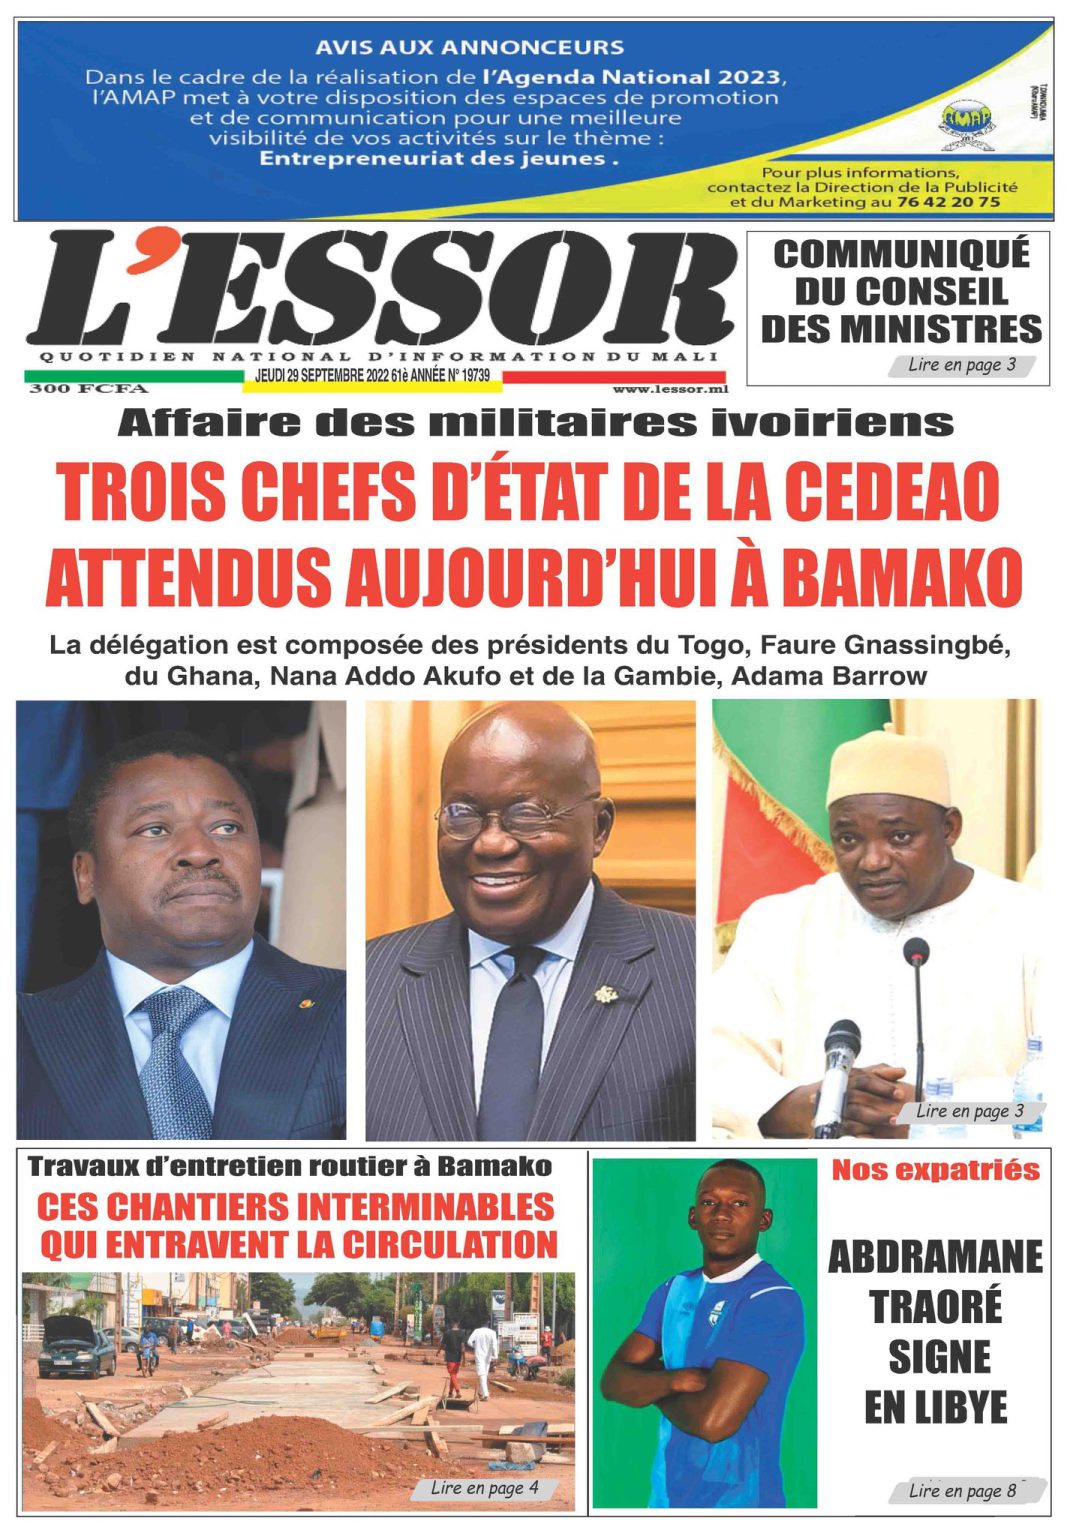 AVIS AUX ANNONCEURS
Dans le cadre de la réalisation de l'Agenda National 2023,
l'AMAP met à votre disposition des espaces de promotion
et de communication pour une meilleure
visibilité de vos activités sur le thème :
Entrepreneuriat des jeunes .
AMAP
Pour plus informations,
contactez la Direction de la Publicité
et du Marketing au 76 42 20 75
L'ESSOR
QUOTIDIEN NATIONAL D'INFORMATION DU MALI
300 FCFA
JEUDI 29 SEPTEMBRE 2022 61è ANNÉE N° 19739
www.lessor.ml
COMMUNIQUÉ
DU CONSEIL
DES MINISTRES
Lire en page 3
Affaire des militaires ivoiriens
TROIS CHEFS D'ÉTAT DE LA CEDEAO
ATTENDUS AUJOURD'HUI À BAMAKO
La délégation est composée des présidents du Togo, Faure Gnassingbé,
du Ghana, Nana Addo Akufo et de la Gambie, Adama Barrow
Lire en page 3
Travaux d'entretien routier à Bamako
CES CHANTIERS INTERMINABLES
QUI ENTRAVENT LA CIRCULATION
Lire en page 4
Nos expatriés
ABDRAMANE
TRAORÉ
SIGNE
EN LIBYE
Lire en page 8